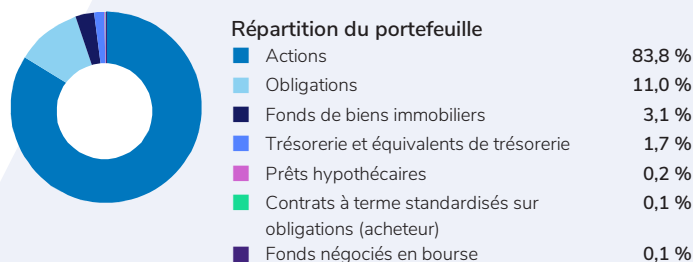 Répartition du portefeuille
Actions 83,8 %
Obligations 11,0 %
Fonds de biens immobiliers 3,1 %
Trésorerie et équivalents de trésorerie 1,7 %
Prêts hypothécaires 0,2 %
Contrats à terme standardisés sur 0,1 %
obligations (acheteur)
Fonds négociés en bourse 0,1 %